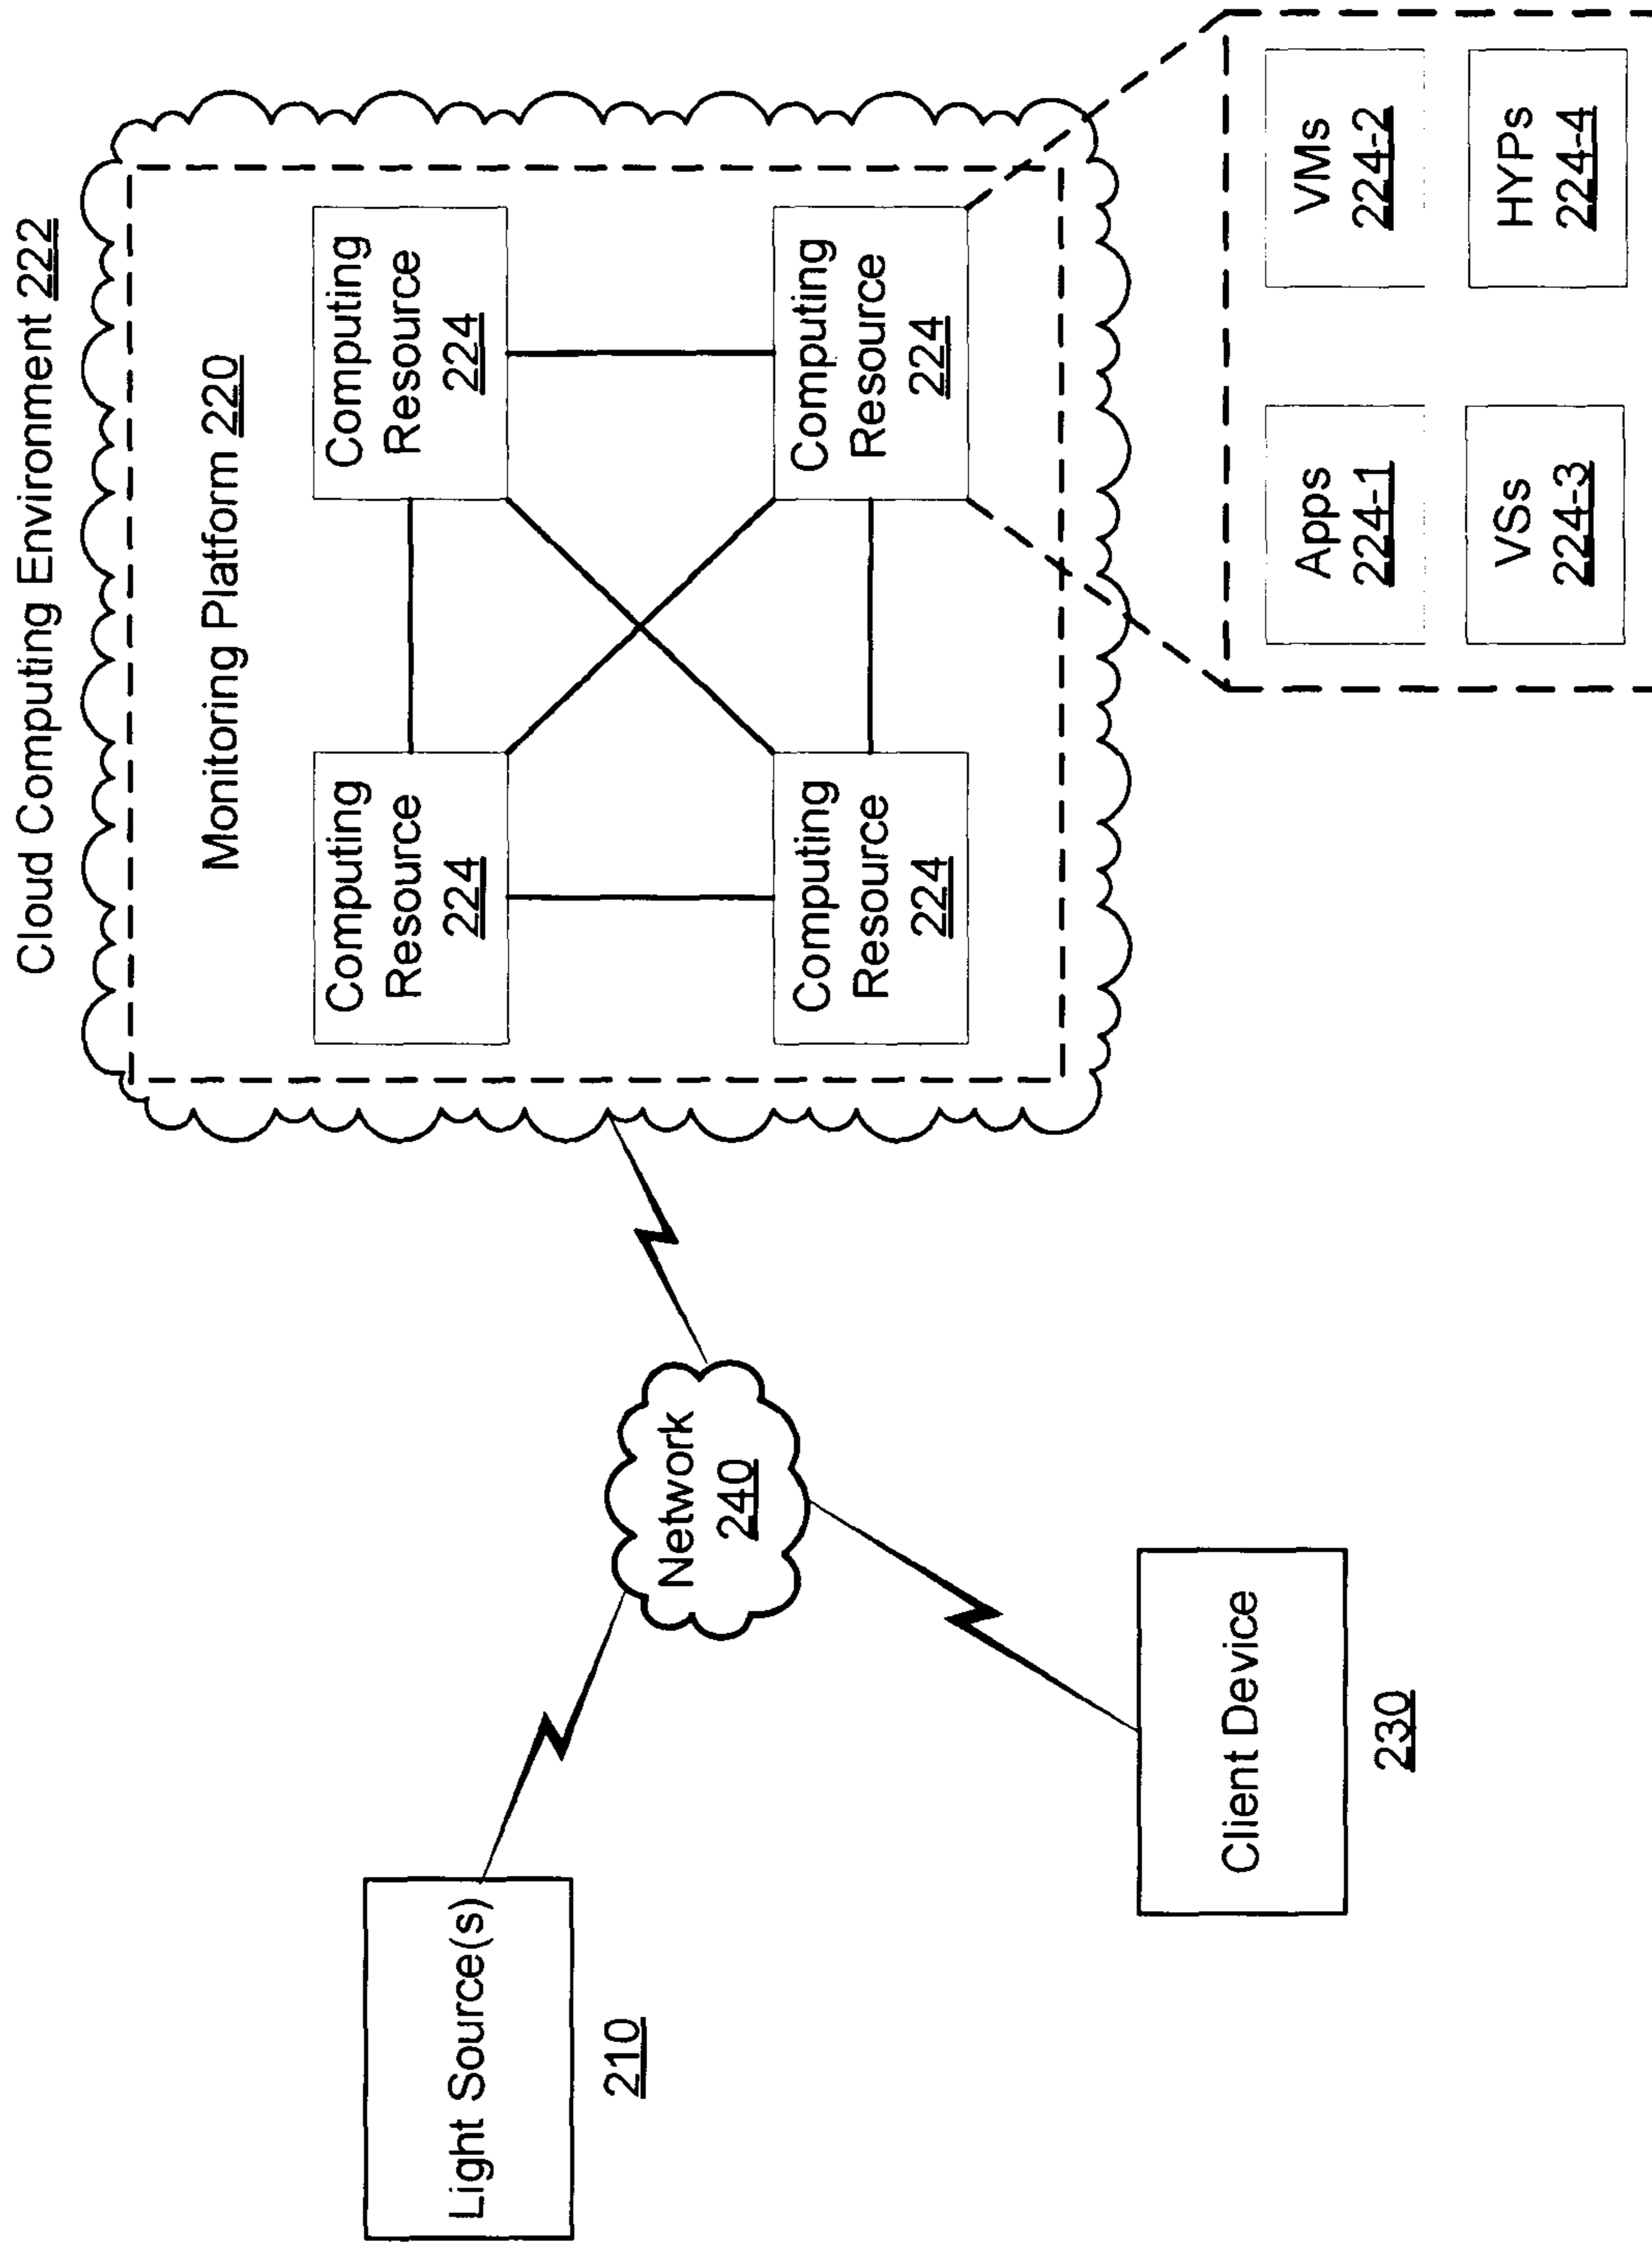 Cloud Computing Environment 222
Monitoring Platform 220
Computing
Resource
224
Computing
Resource
224
Computing
Resource
224
Computing
Resource
224
Light Source(s)
210
Network
240
Client Device
230
Apps
224-1
VMs
224-2
VSs
224-3
HYPs
224-4